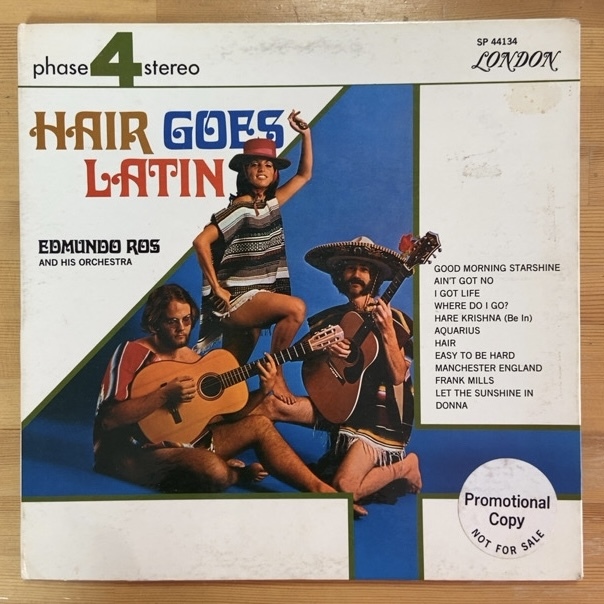 phase 4 stereo
SP 44134
LONDON
HAIR GOES
LATIN
EDMUNDO ROS
AND HIS ORCHESTRA
GOOD MORNING STARSHINE
AIN'T GOT NO
I GOT LIFE
WHERE DO I GO?
HARE KRISHNA (Be In)
AQUARIUS
HAIR
EASY TO BE HARD
MANCHESTER ENGLAND
FRANK MILLS
LET THE SUNSHINE IN
DONNA
Promotional
Copy
NOT FOR SALE